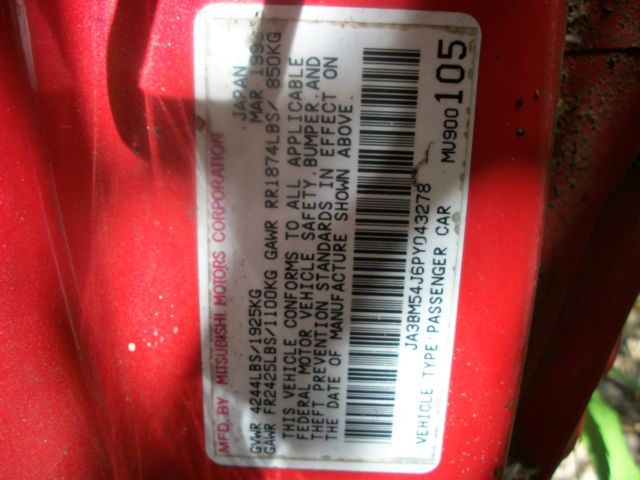 MFD. BY MITSUBISHI MOTORS CORPORATION
JAPAN
GVWR 4244LBS/1925KG MAR 1993
GAWR FR2425LBS/1100KG GAWR RR1874LBS/ 850KG
THIS VEHICLE CONFORMS TO ALL APPLICABLE
FEDERAL MOTOR VEHICLE SAFETY, BUMPER, AND
THEFT PREVENTION STANDARDS IN EFFECT ON
THE DATE OF MANUFACTURE SHOWN ABOVE.
JA3BM54J6PY043278
VEHICLE TYPE:PASSENGER CAR
MU900105